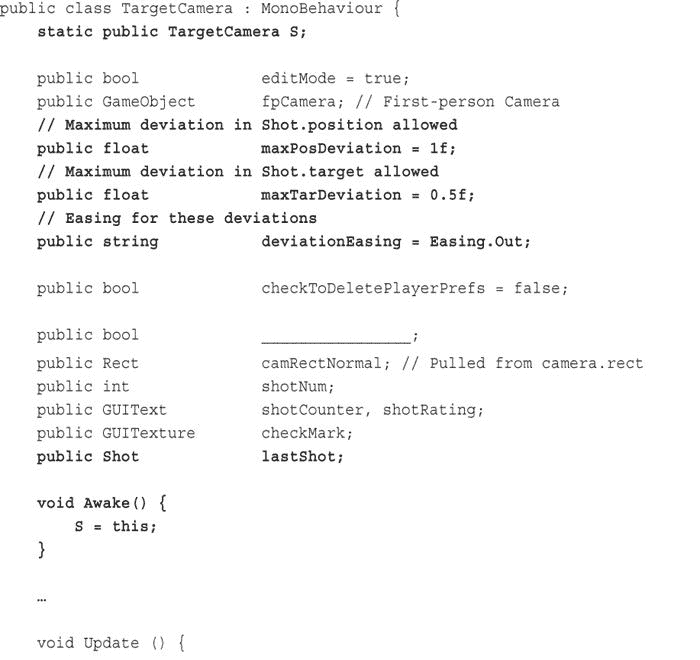 public class TargetCamera : MonoBehaviour {
static public TargetCamera S;
public bool editMode = true;
public GameObject fpCamera; // First-person Camera
// Maximum deviation in Shot.position allowed
public float maxPosDeviation = 1f;
// Maximum deviation in Shot.target allowed
public float maxTarDeviation = 0.5f;
// Easing for these deviations
public string deviationEasing = Easing.Out;
public bool checkToDeletePlayerPrefs = false;
public bool ________________;
public Rect camRectNormal; // Pulled from camera.rect
public int shotNum;
public GUIText shotCounter, shotRating;
public GUITexture checkMark;
public Shot lastShot;
void Awake() {
S = this;
}
…
void Update () {